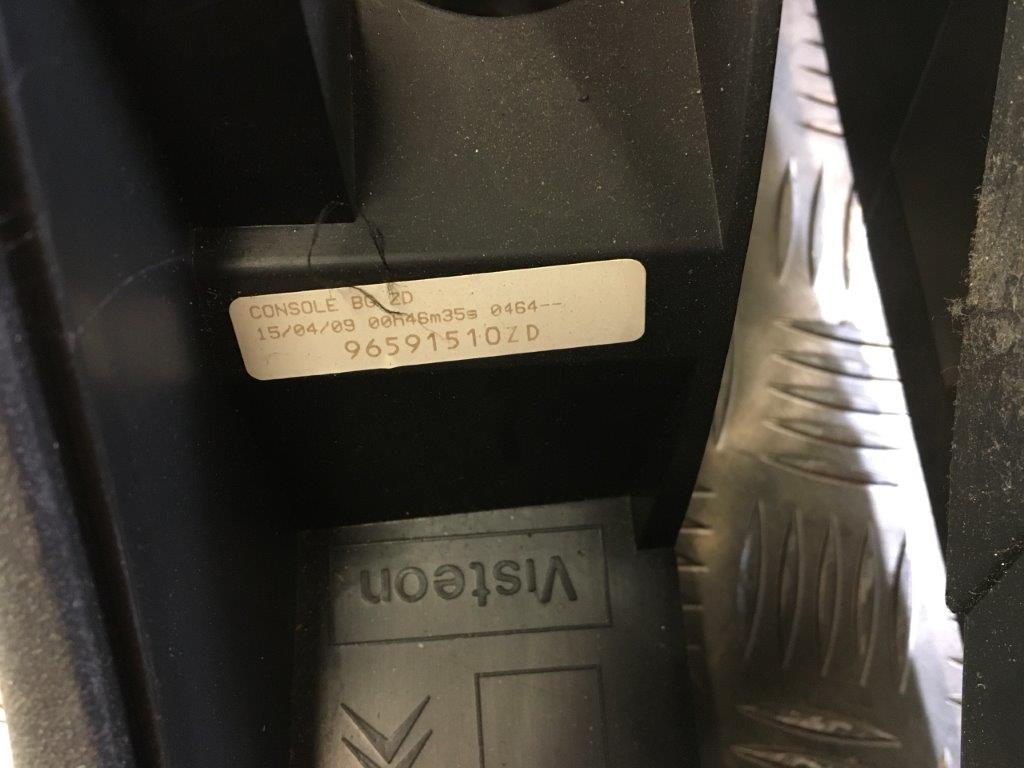 CONSOLE BG ZD
15/04/09 00h46m35s 0464--
96591510ZD
Visteon